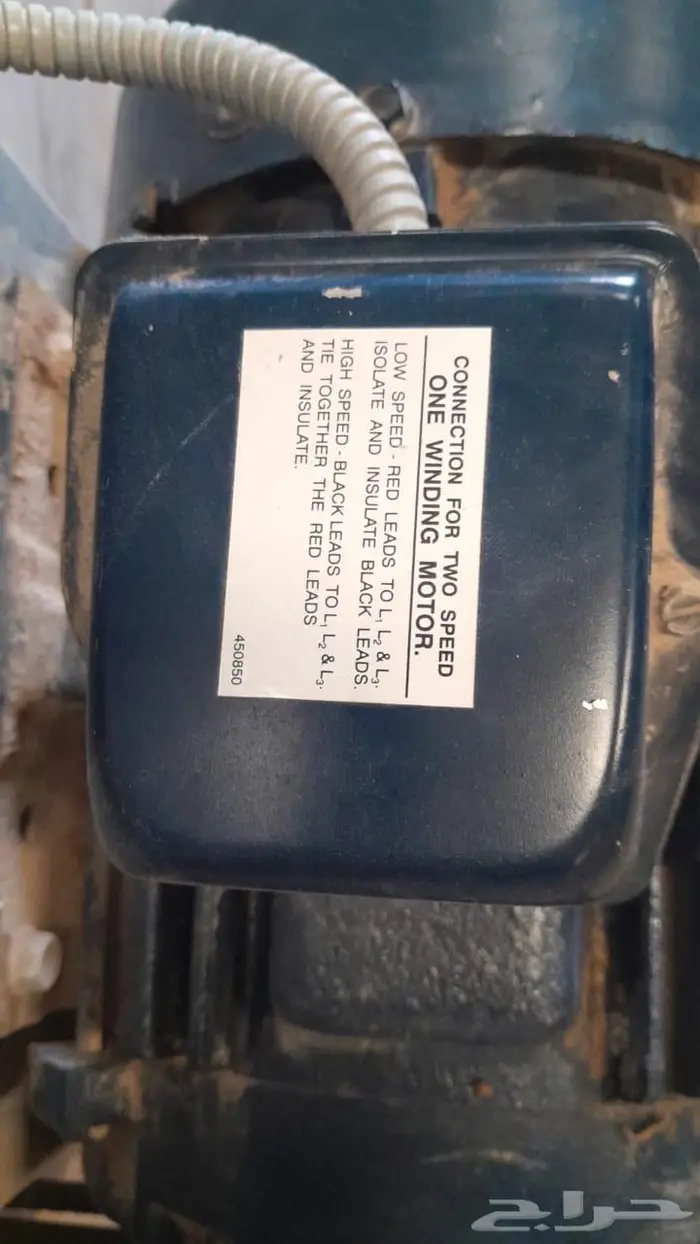 CONNECTION FOR TWO SPEED
ONE WINDING MOTOR.
LOW SPEED - RED LEADS TO L₁ L₂ & L₃.
ISOLATE AND INSULATE BLACK LEADS.
HIGH SPEED - BLACK LEADS TO L₁ L₂ & L₃.
TIE TOGETHER THE RED LEADS
AND INSULATE.
450850
حراج